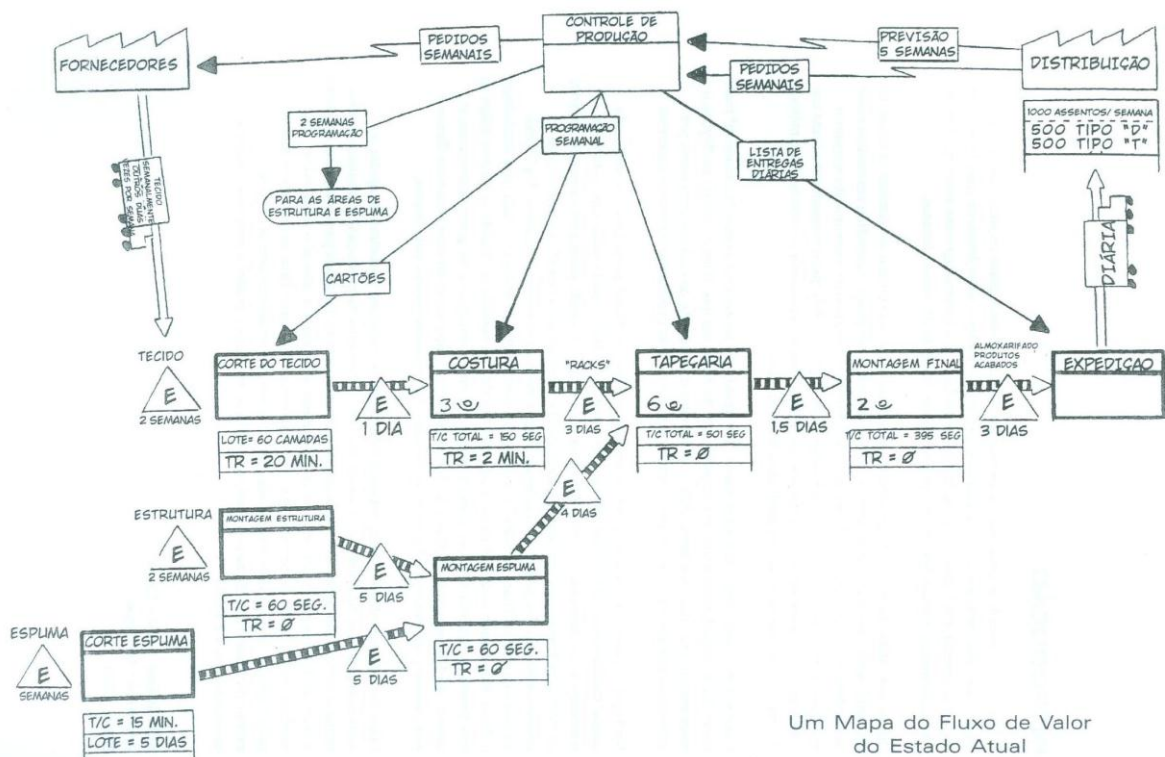 CONTROLE DE
PRODUÇÃO
FORNECEDORES
PEDIDOS
SEMANAIS
PREVISÃO
5 SEMANAS
PEDIDOS
SEMANAIS
DISTRIBUIÇÃO
1000 ASSENTOS/ SEMANA
500 TIPO "D"
500 TIPO "T"
2 SEMANAS
PROGRAMAÇÃO
PROGRAMAÇÃO
SEMANAL
LISTA DE
ENTREGAS
DIÁRIAS
TECIDO
SEMANALMENTE
VEZES POR SEMANA
PARA AS ÁREAS DE
ESTRUTURA E ESPUMA
DIÁRIA
CARTÕES
TECIDO
E
2 SEMANAS
CORTE DO TECIDO
LOTE= 60 CAMADAS
TR = 20 MIN.
E
1 DIA
COSTURA
3
T/C TOTAL = 150 SEG
TR = 2 MIN.
"RACKS"
E
3 DIAS
TAPEÇARIA
6
T/C TOTAL = 501 SEG
TR = Ø
E
1,5 DIAS
MONTAGEM FINAL
2
T/C TOTAL = 395 SEG
TR = Ø
ALMOXARIFADO
PRODUTOS
ACABADOS
E
3 DIAS
EXPEDIÇAO
ESTRUTURA
E
2 SEMANAS
MONTAGEM ESTRUTURA
T/C = 60 SEG.
TR = Ø
E
5 DIAS
MONTAGEM ESPUMA
T/C = 60 SEG.
TR = Ø
E
4 DIAS
ESPUMA
E
SEMANAS
CORTE ESPUMA
T/C = 15 MIN.
LOTE = 5 DIAS
E
5 DIAS
Um Mapa do Fluxo de Valor
do Estado Atual